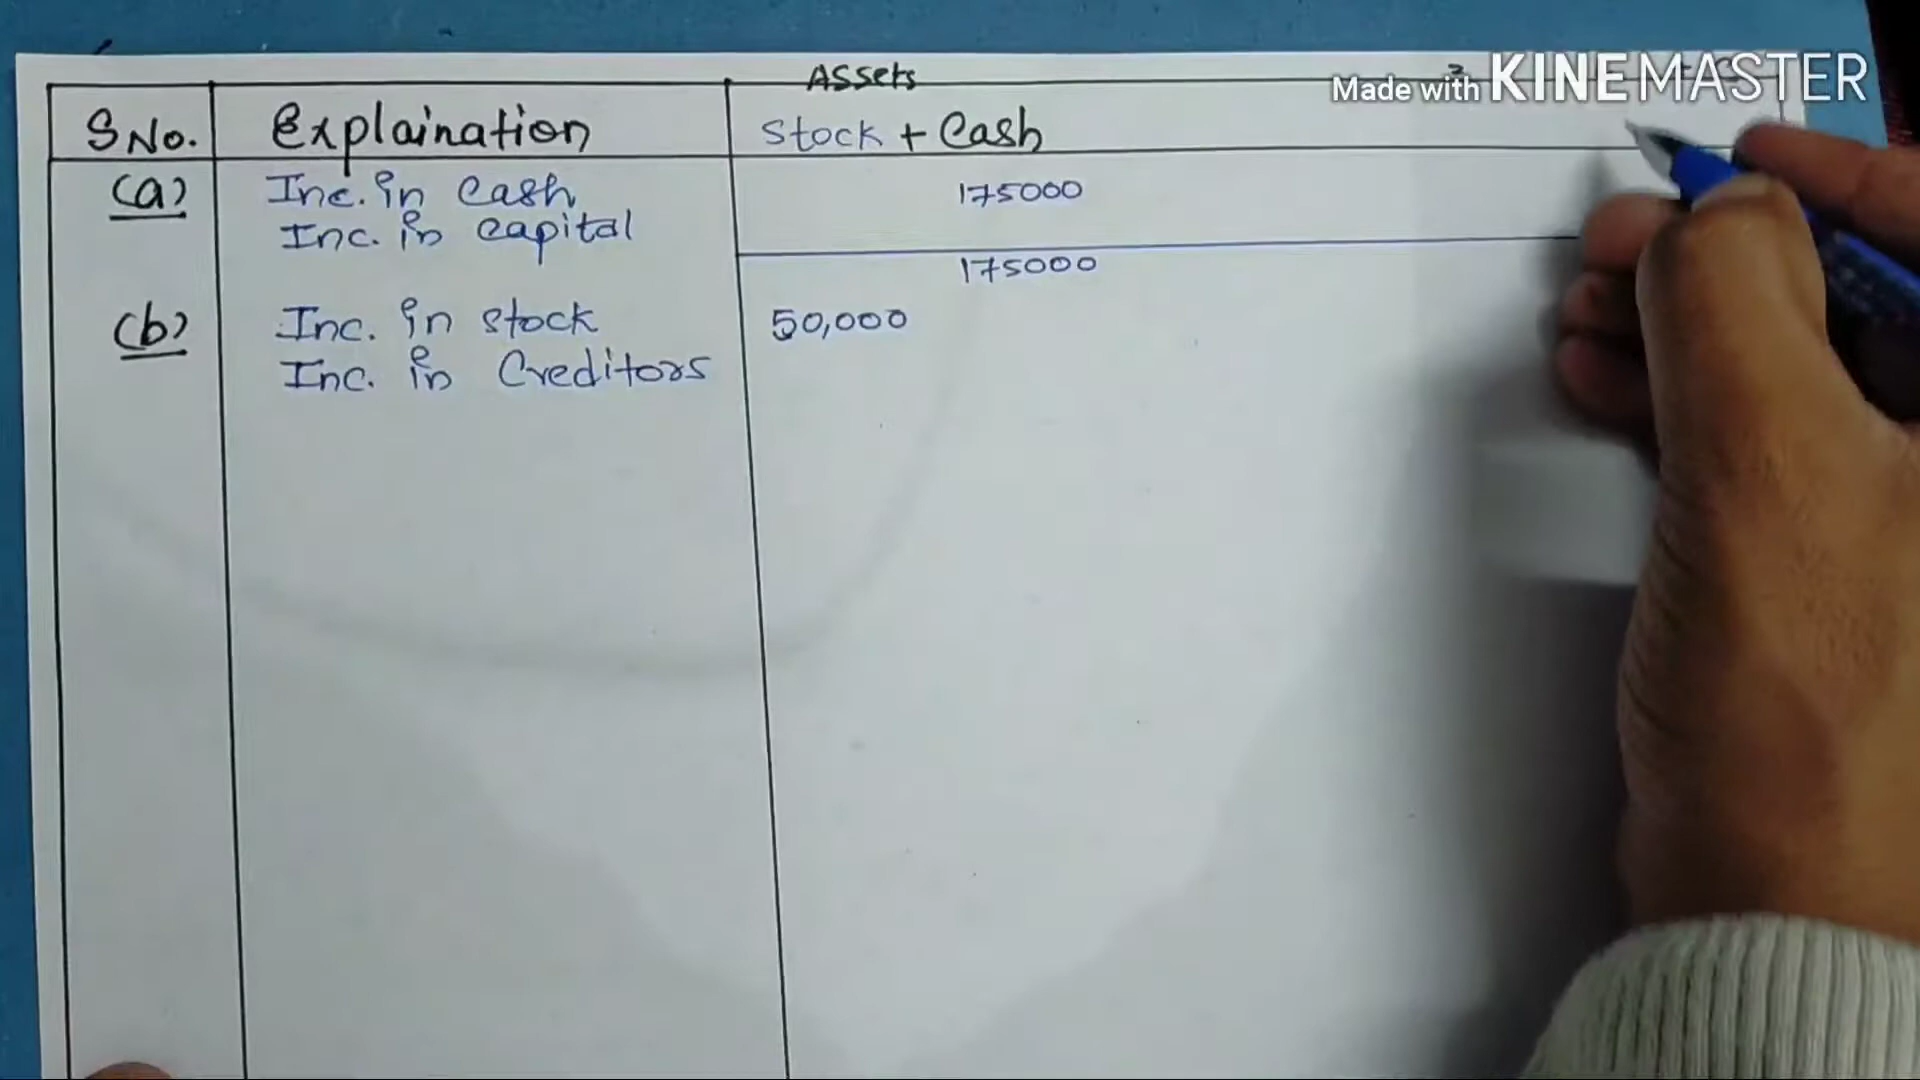 Assets
Made with KINEMASTER
S No. Explaination Stock + Cash
(a) Inc. in cash 175000
Inc. in capital
175000
(b) Inc. in stock 50,000
Inc. in Creditors